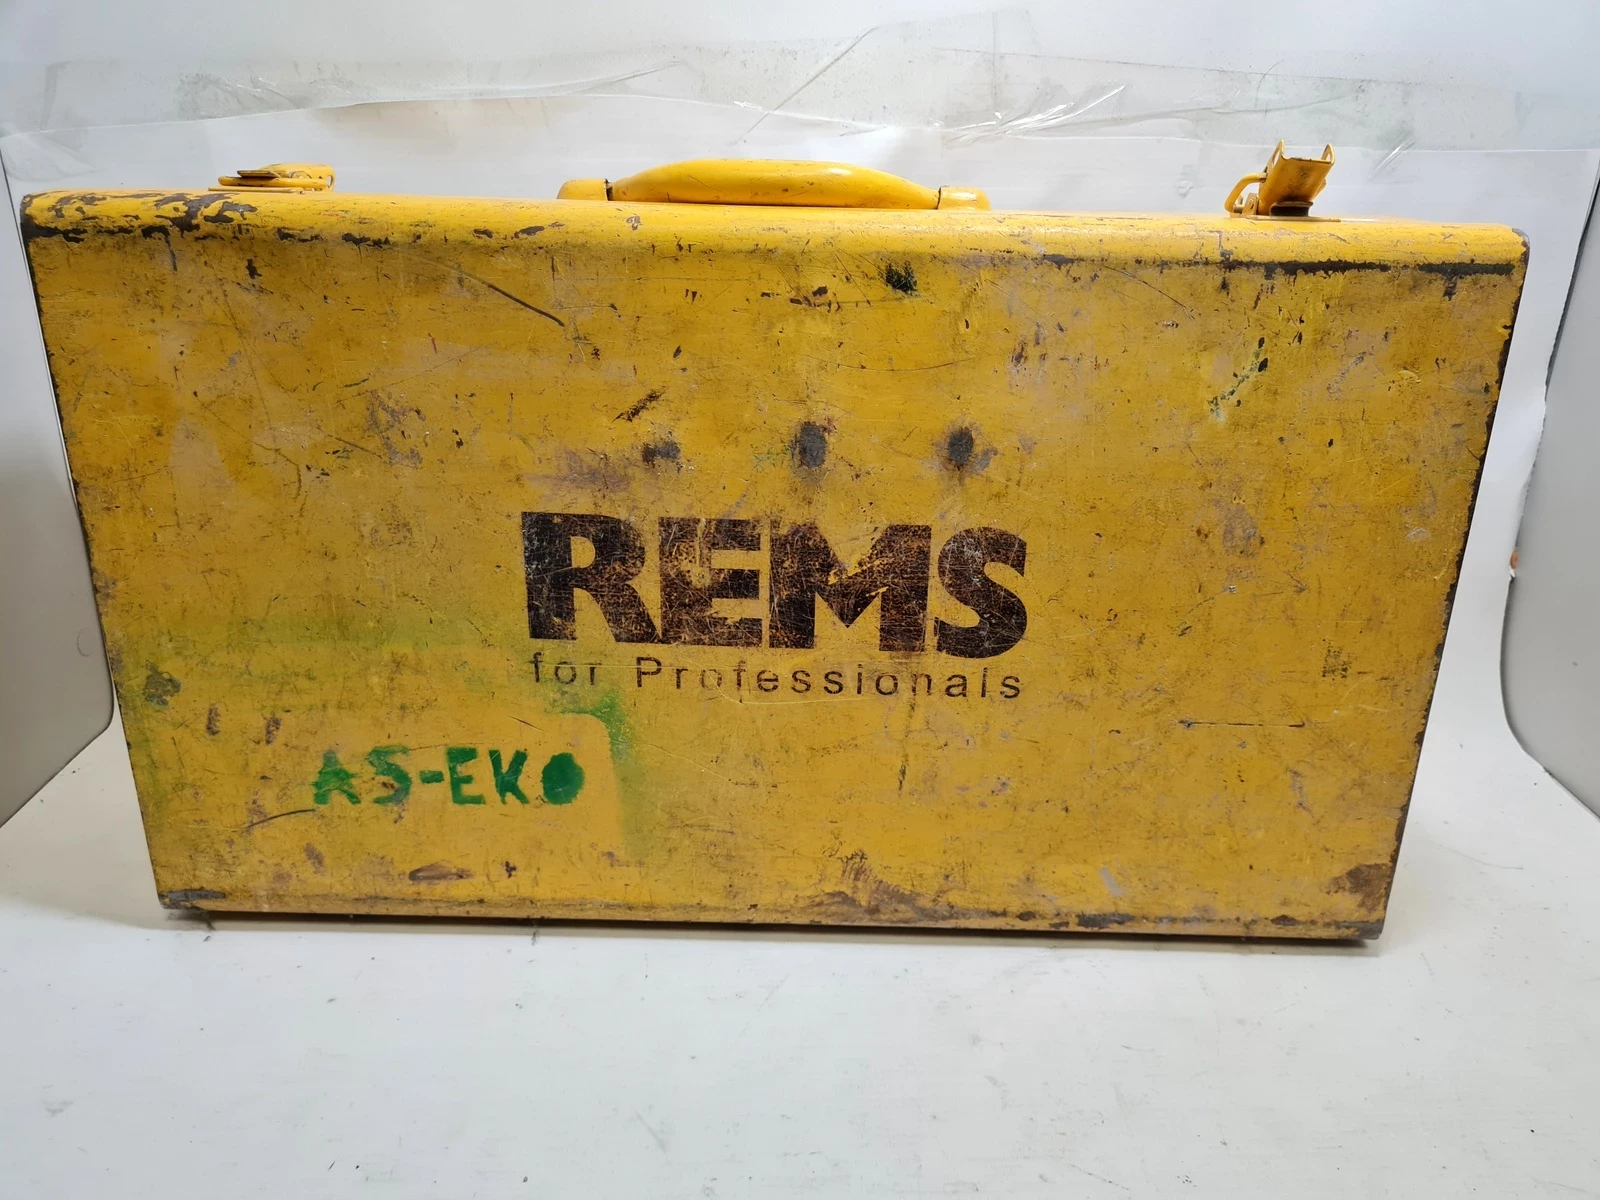 REMS
for Professionals
AS-EKO